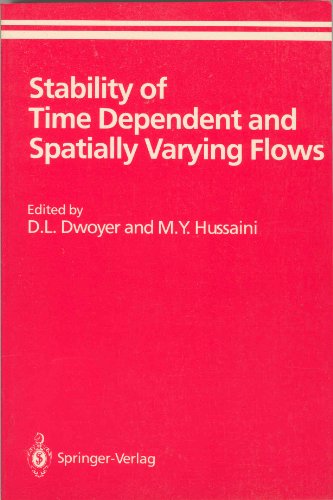 Stability of
Time Dependent and
Spatially Varying Flows
Edited by
D.L. Dwoyer and M.Y. Hussaini
Springer-Verlag